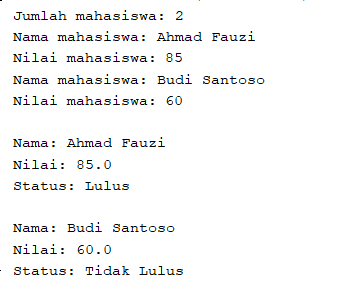 Jumlah mahasiswa: 2
Nama mahasiswa: Ahmad Fauzi
Nilai mahasiswa: 85
Nama mahasiswa: Budi Santoso
Nilai mahasiswa: 60
Nama: Ahmad Fauzi
Nilai: 85.0
Status: Lulus
Nama: Budi Santoso
Nilai: 60.0
Status: Tidak Lulus